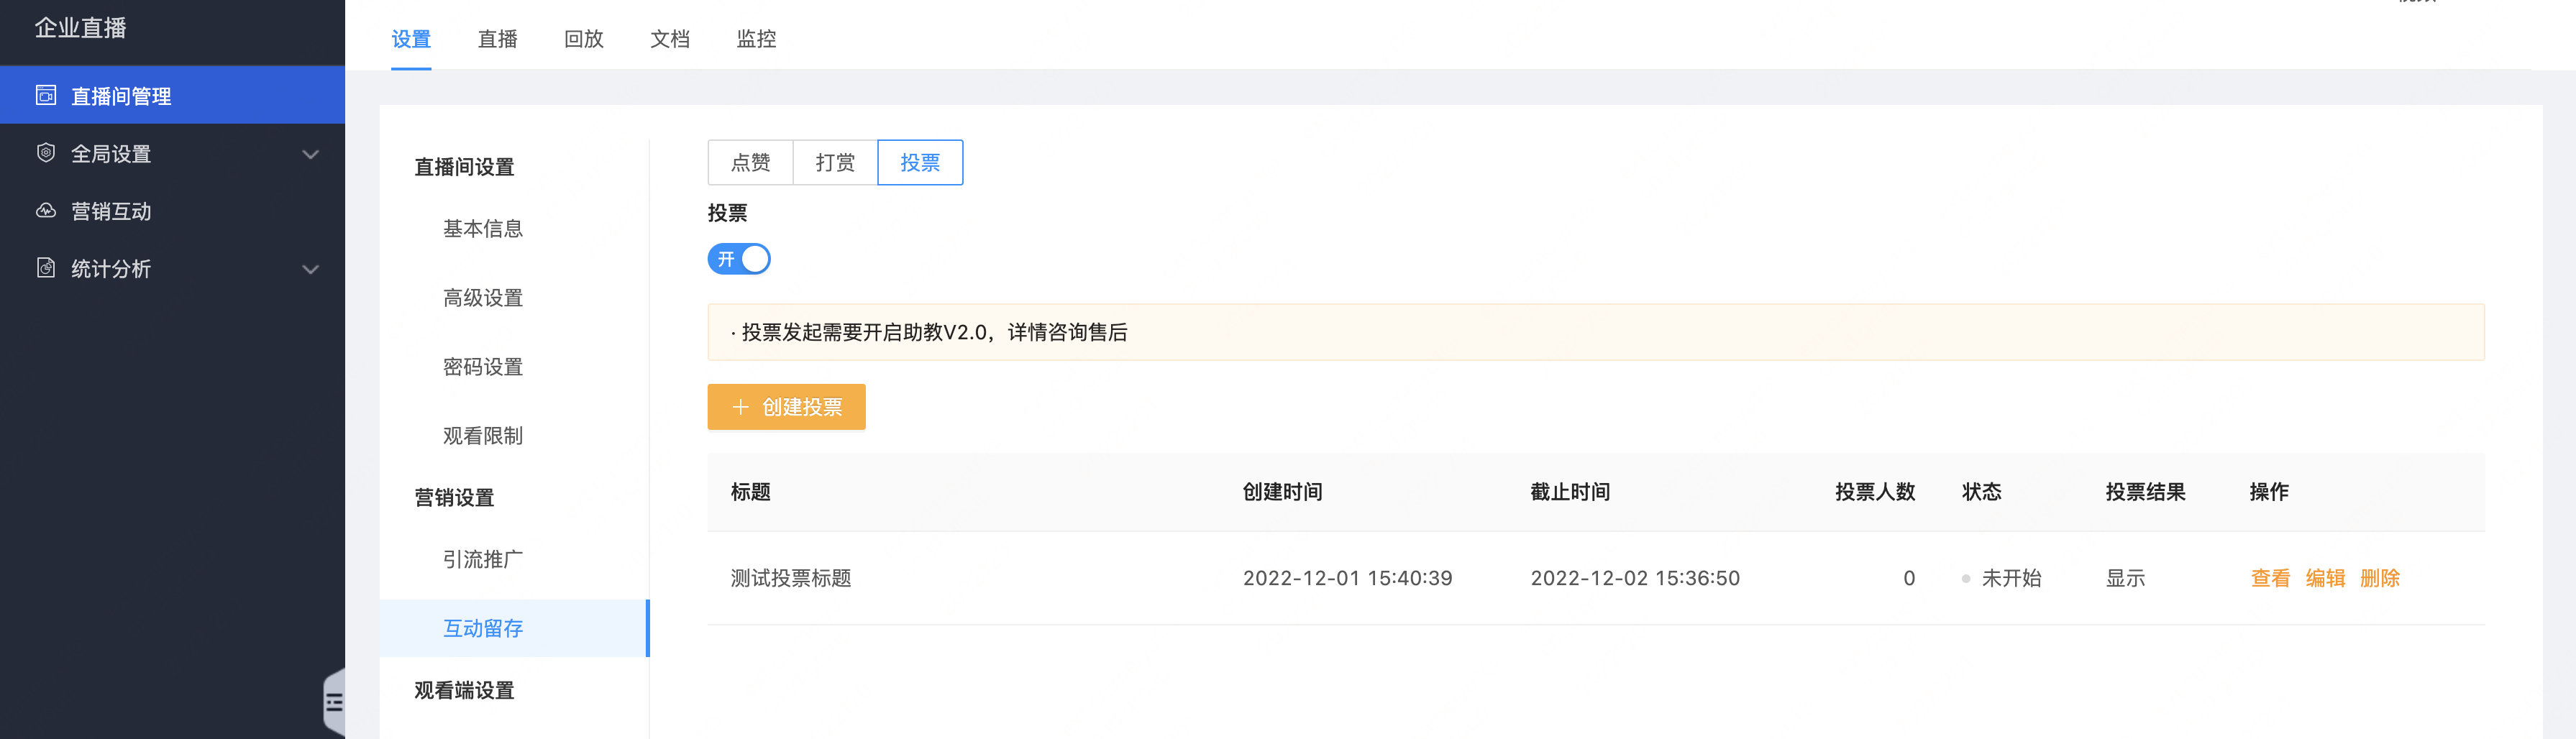 企业直播
直播间管理
全局设置
营销互动
统计分析
设置 直播 回放 文档 监控
直播间设置
基本信息
高级设置
密码设置
观看限制
营销设置
引流推广
互动留存
观看端设置
点赞 打赏 投票
投票
开
· 投票发起需要开启助教V2.0，详情咨询售后
+ 创建投票
标题 创建时间 截止时间 投票人数 状态 投票结果 操作
测试投票标题 2022-12-01 15:40:39 2022-12-02 15:36:50 0 未开始 显示 查看 编辑 删除